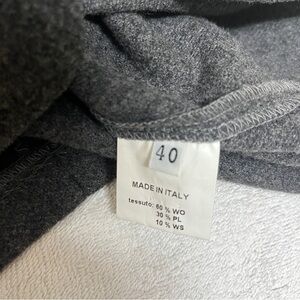 40
MADE IN ITALY
tessuto: 60 % WO
30 % PL
10 % WS